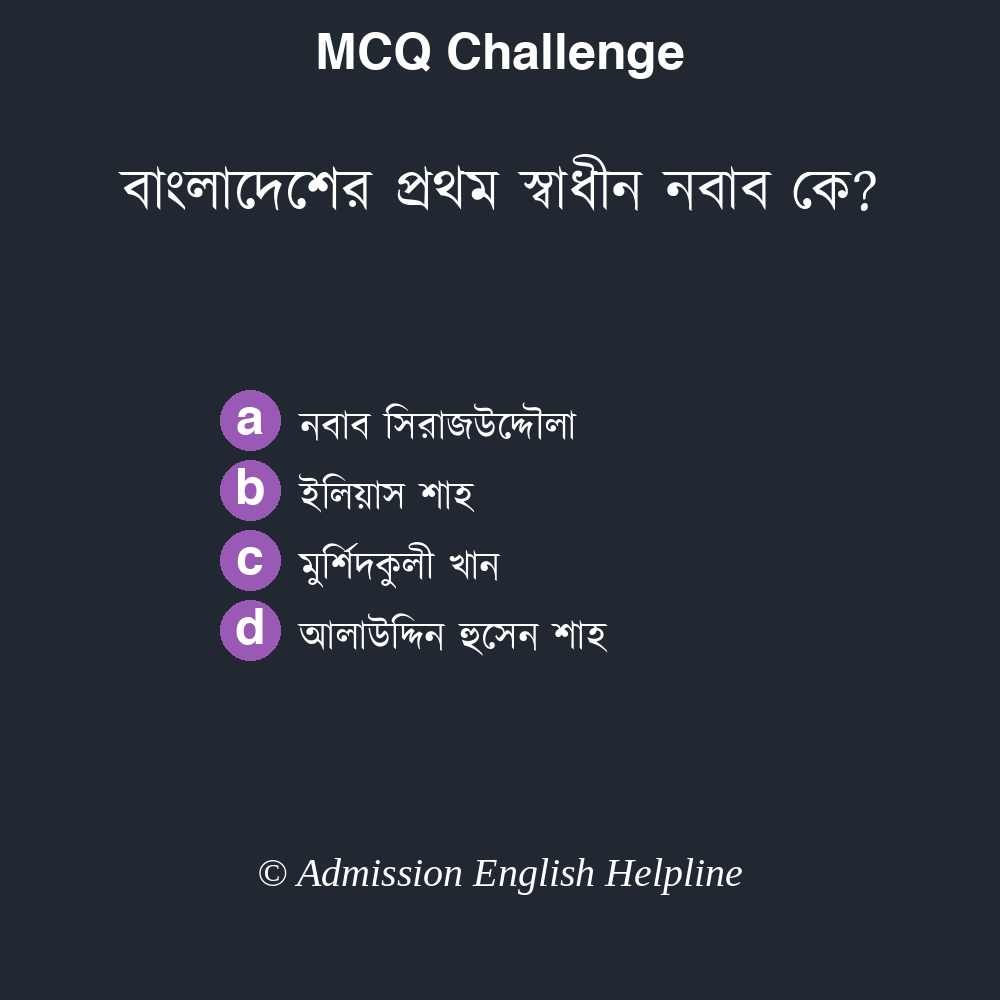 MCQ Challenge
বাংলাদেশের প্রথম স্বাধীন নবাব কে?
a নবাব সিরাজউদ্দৌলা
b ইলিয়াস শাহ
c মুর্শিদকুলী খান
d আলাউদ্দিন হুসেন শাহ
© Admission English Helpline